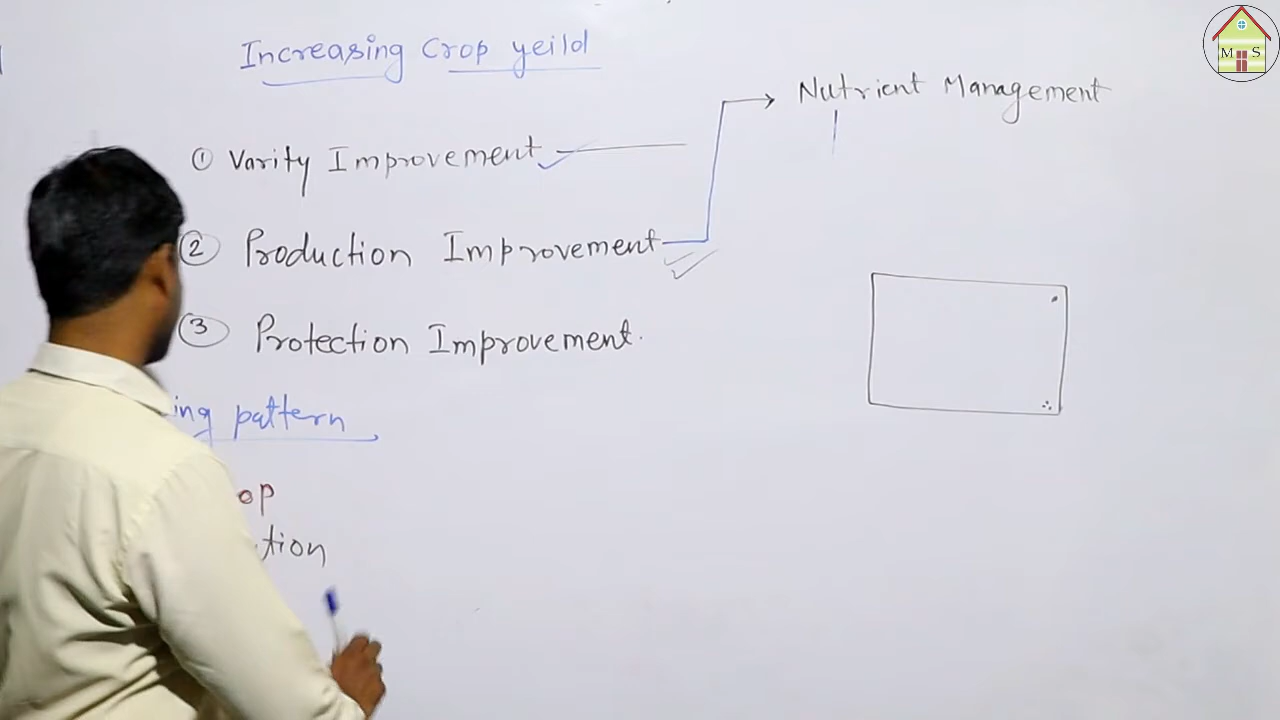 Increasing Crop yeild
Nutrient Management
① Varity Improvement
② Production Improvement
③ Protection Improvement.
ing pattern
op
tion
M S